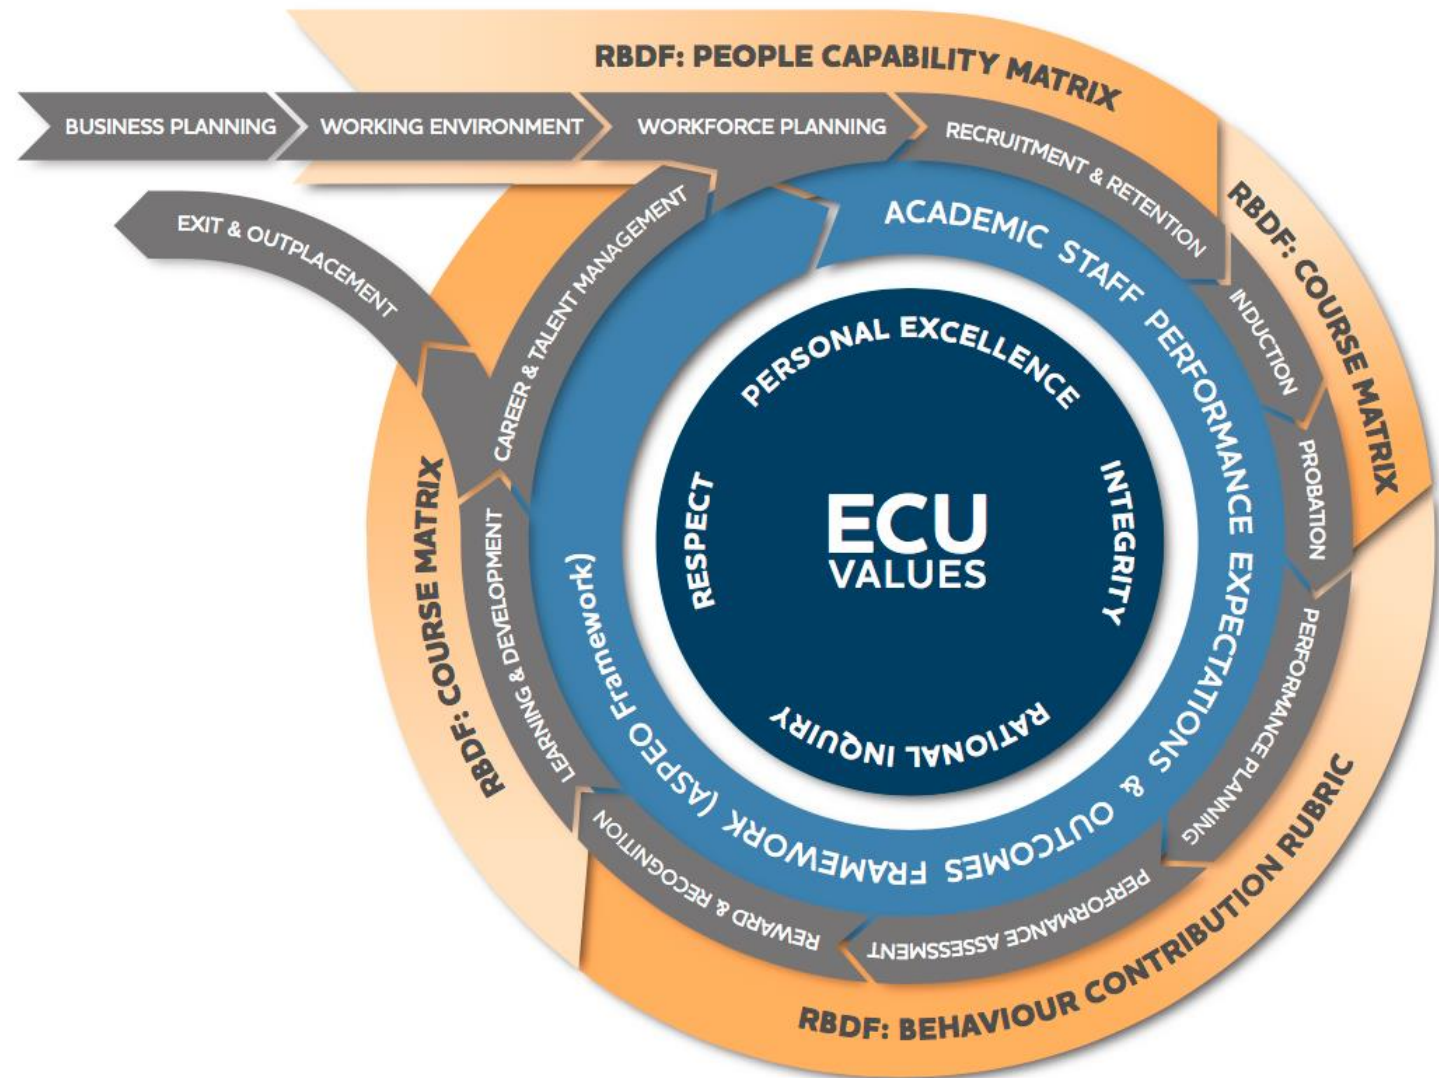 RBDF: PEOPLE CAPABILITY MATRIX
BUSINESS PLANNING
WORKING ENVIRONMENT
WORKFORCE PLANNING
RECRUITMENT & RETENTION
RBDF: COURSE MATRIX
INDUCTION
PROBATION
PERFORMANCE PLANNING
RBDF: BEHAVIOUR CONTRIBUTION RUBRIC
PERFORMANCE ASSESSMENT
REWARD & RECOGNITION
LEARNING & DEVELOPMENT
RBDF: COURSE MATRIX
CAREER & TALENT MANAGEMENT
EXIT & OUTPLACEMENT
ACADEMIC STAFF PERFORMANCE EXPECTATIONS & OUTCOMES FRAMEWORK (ASPEO Framework)
PERSONAL EXCELLENCE
INTEGRITY
RATIONAL INQUIRY
RESPECT
ECU
VALUES